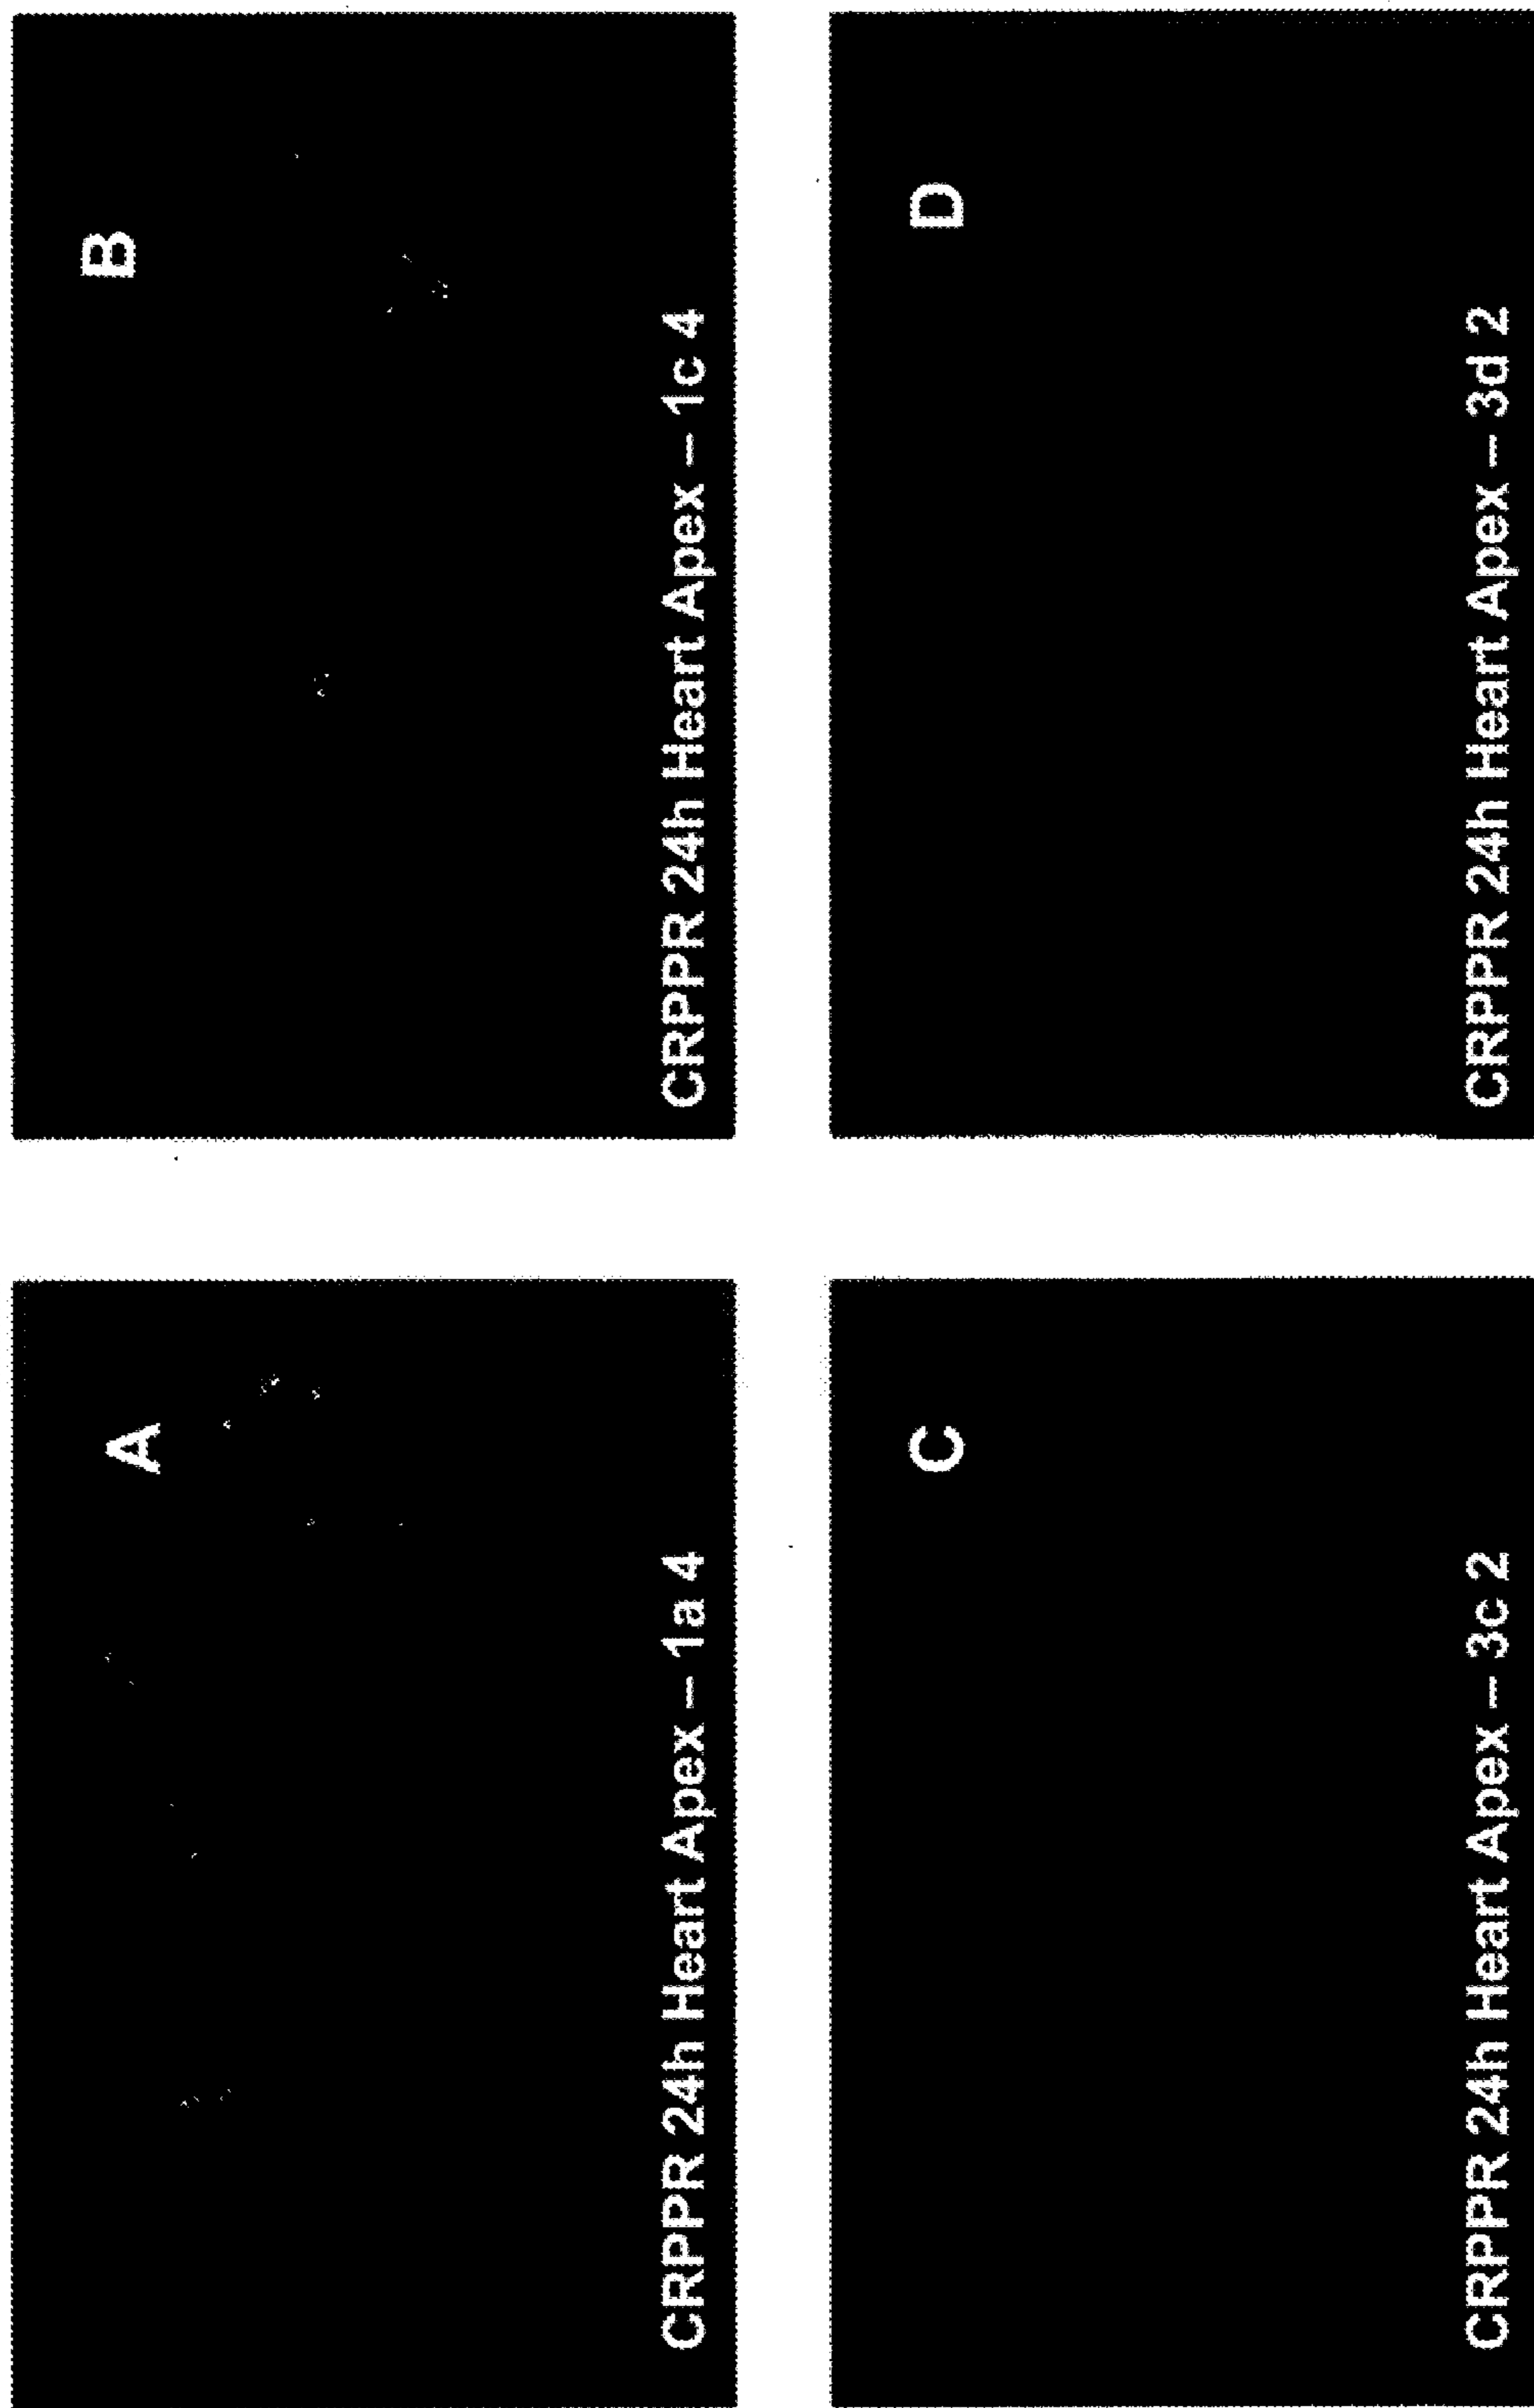 A
CRPPR 24h Heart Apex – 1a 4
B
CRPPR 24h Heart Apex – 1c 4
C
CRPPR 24h Heart Apex – 3c 2
D
CRPPR 24h Heart Apex – 3d 2